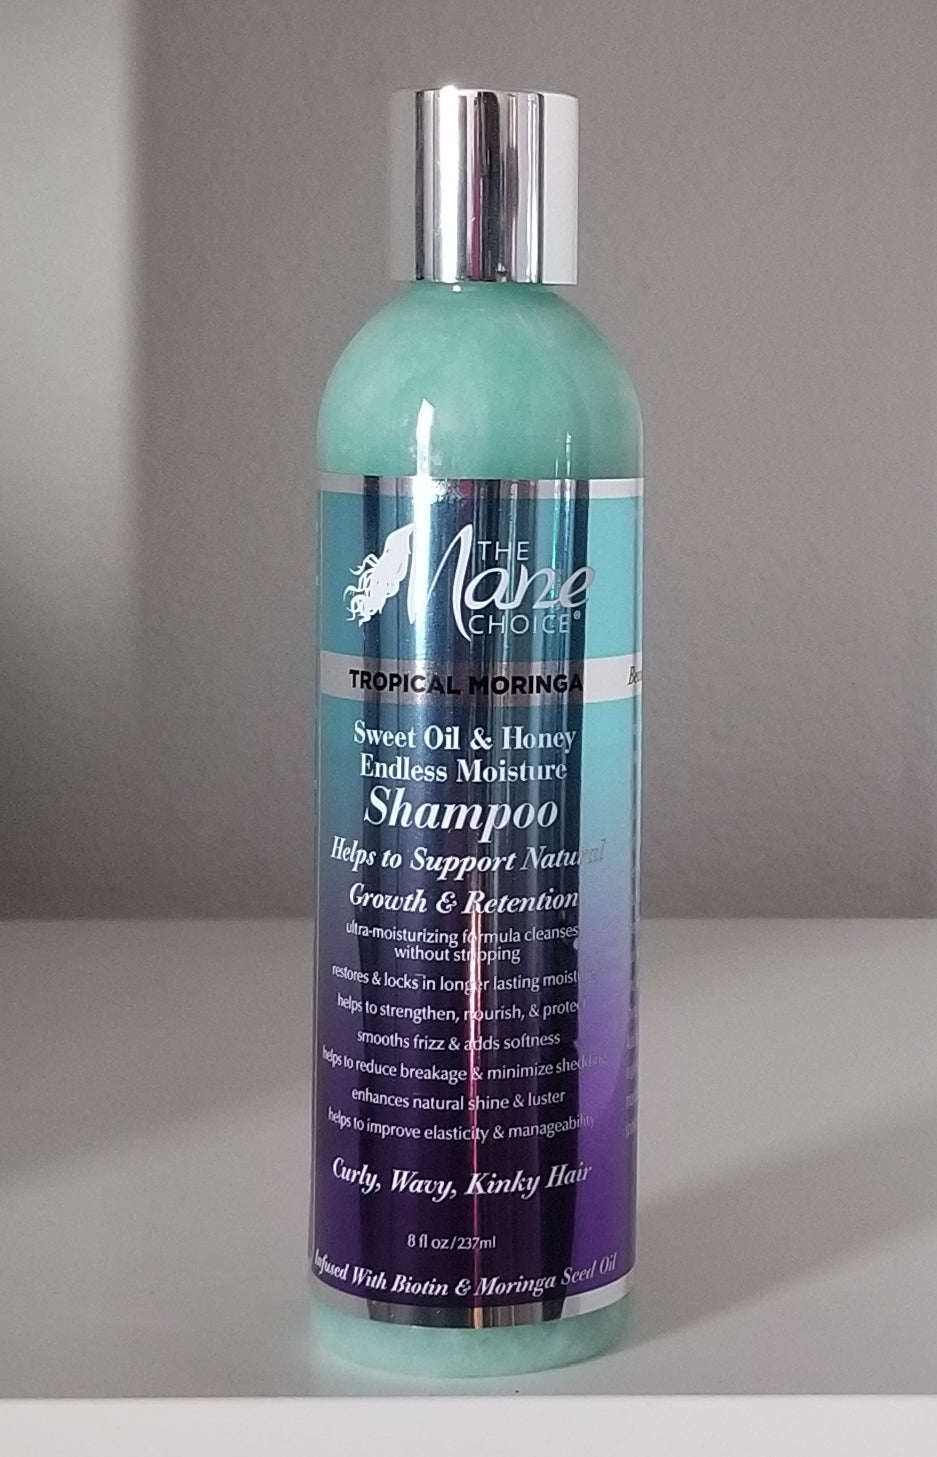 THE
Mane
CHOICE®
TROPICAL MORINGA
Sweet Oil & Honey
Endless Moisture
Shampoo
Helps to Support Natural
Growth & Retention
ultra-moisturizing formula cleanses
without stripping
restores & locks in longer lasting
helps to strengthen, nourish, &
smooths frizz & adds softness
helps to reduce breakage & minimize shedding
enhances natural shine & luster
helps to improve elasticity & manageability
Curly, Wavy, Kinky Hair
8 fl oz/237ml
Infused With Biotin & Moringa Seed Oil